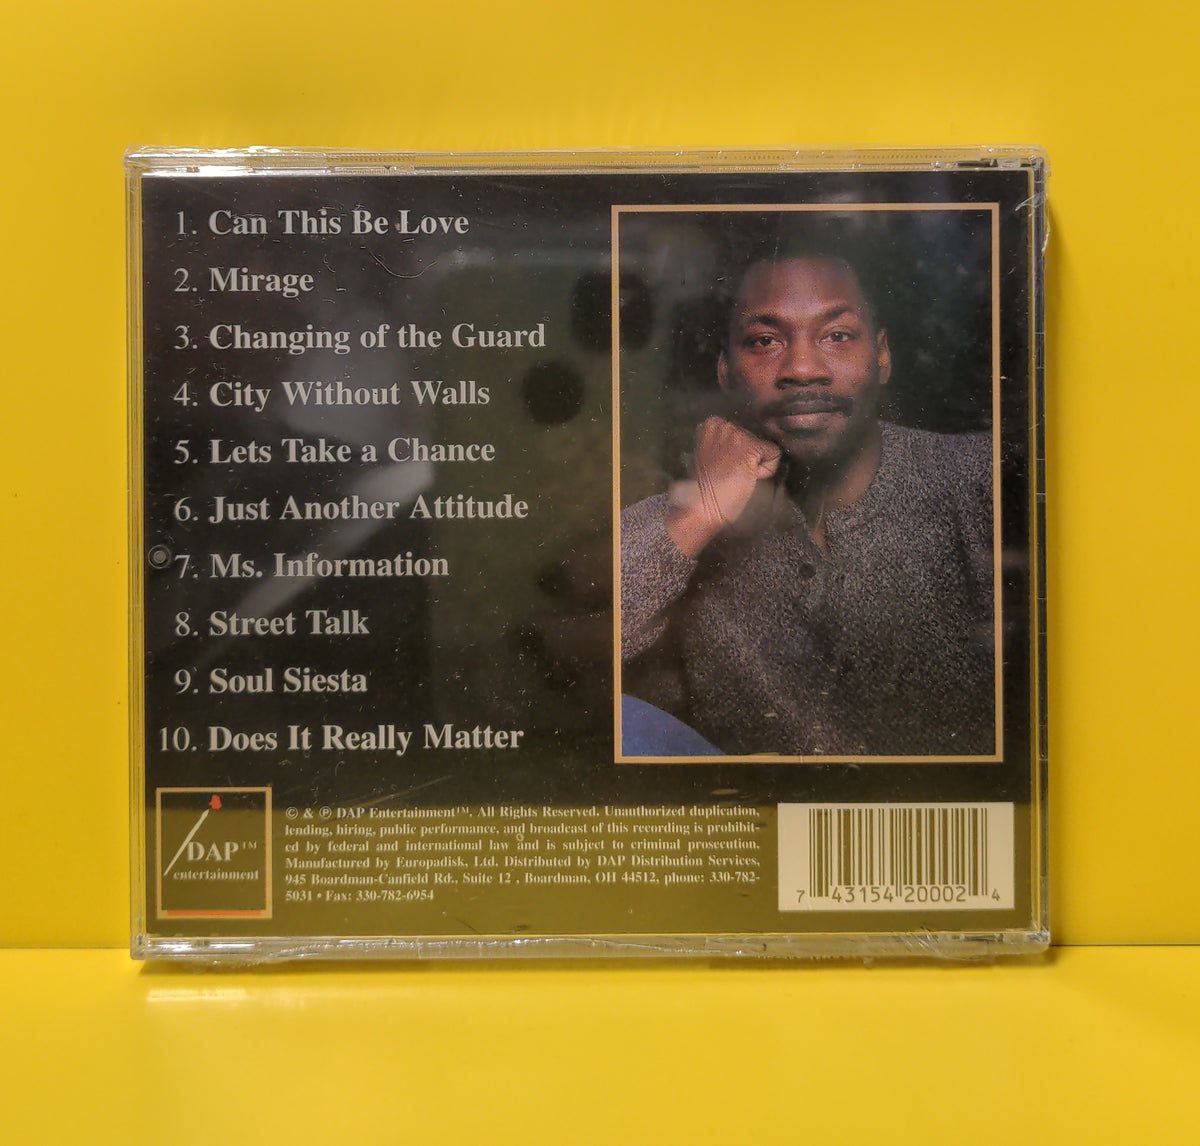 1. Can This Be Love
2. Mirage
3. Changing of the Guard
4. City Without Walls
5. Lets Take a Chance
6. Just Another Attitude
7. Ms. Information
8. Street Talk
9. Soul Siesta
10. Does It Really Matter
DAP™
entertainment
© & ℗ DAP Entertainment™. All Rights Reserved. Unauthorized duplication,
lending, hiring, public performance, and broadcast of this recording is prohibit-
ed by federal and international law and is subject to criminal prosecution.
Manufactured by Europadisk, Ltd. Distributed by DAP Distribution Services,
945 Boardman-Canfield Rd., Suite 12 , Boardman, OH 44512, phone: 330-782-
5031 • Fax: 330-782-6954
7 43154 20002 4